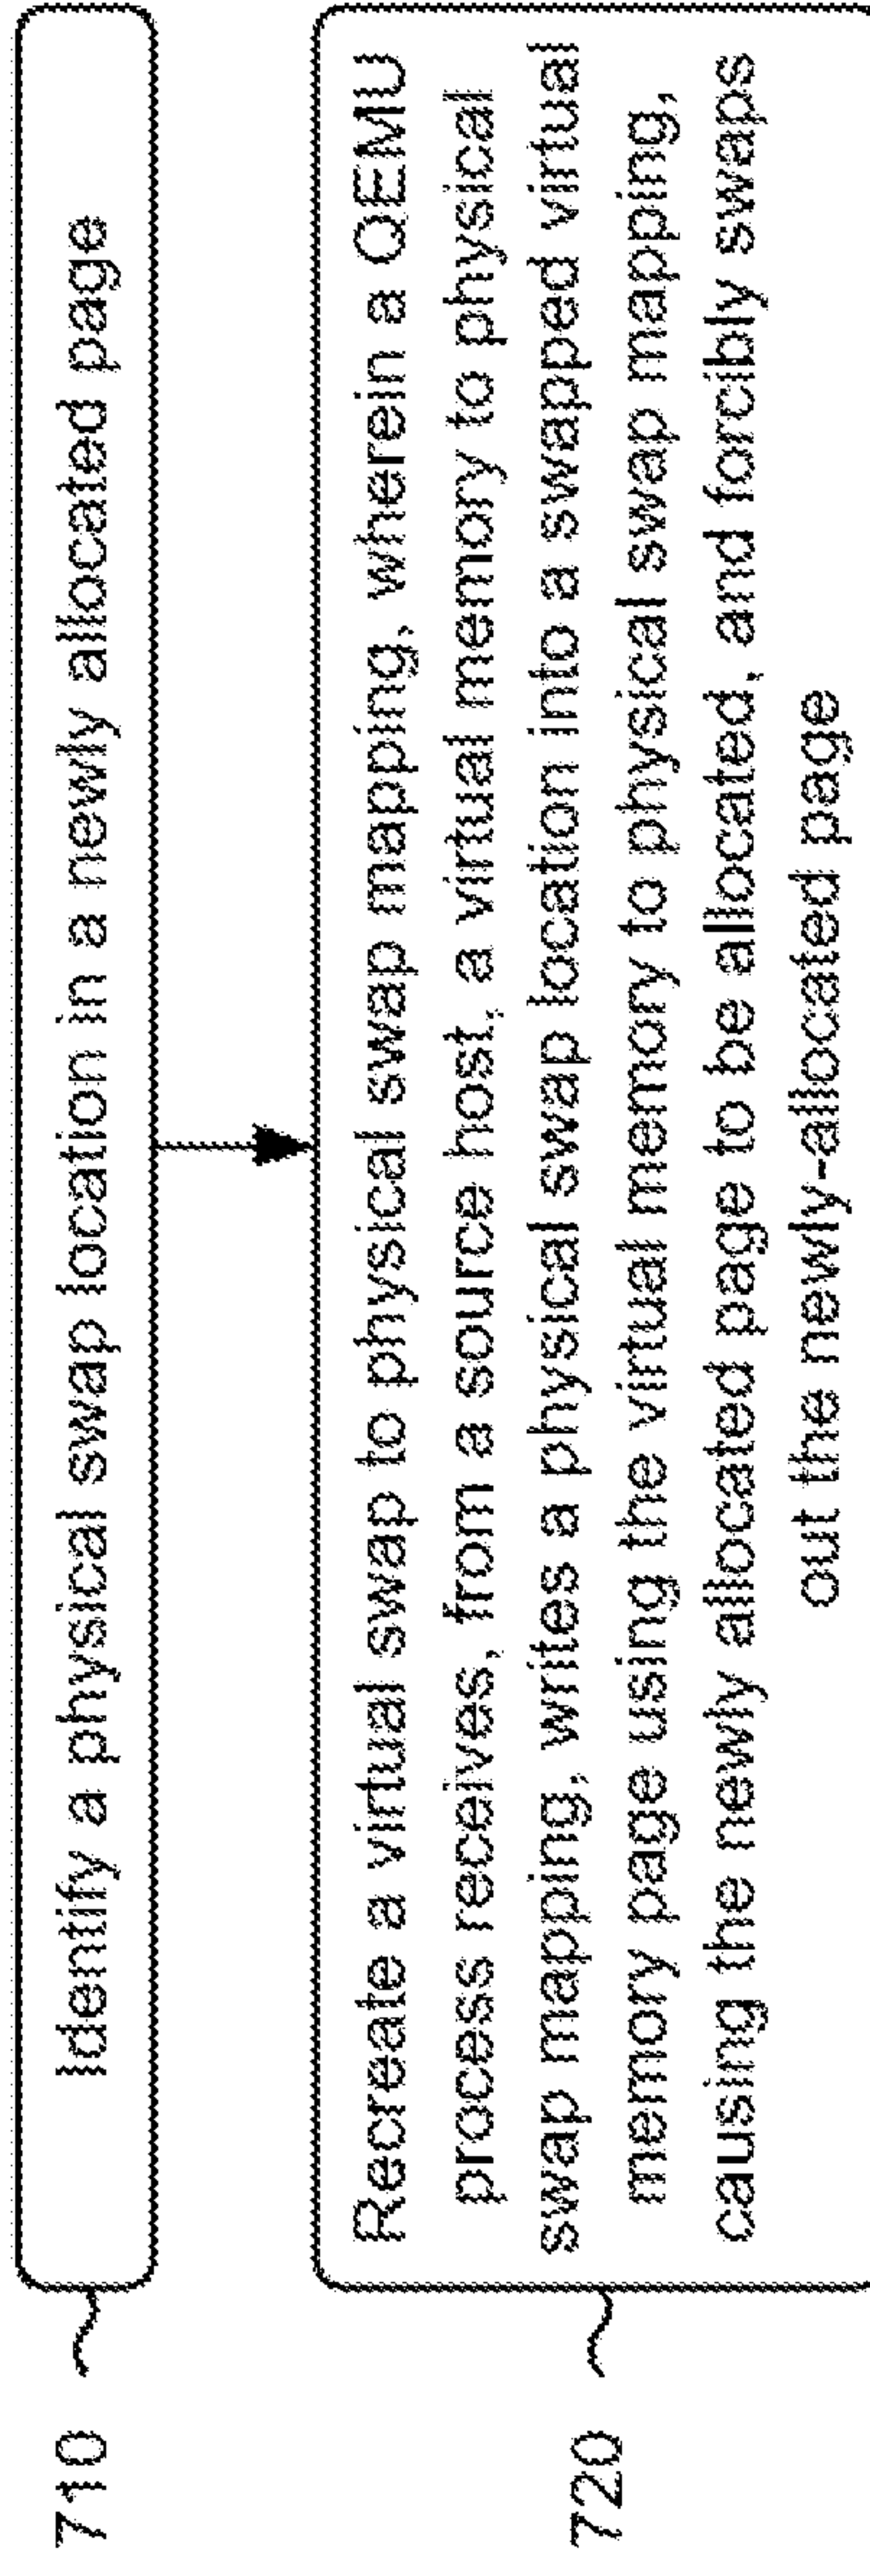 710
Identify a physical swap location in a newly allocated page
720
Recreate a virtual swap to physical swap mapping, wherein a QEMU
process receives, from a source host, a virtual memory to physical
swap mapping, writes a physical swap location into a swapped virtual
memory page using the virtual memory to physical swap mapping,
causing the newly allocated page to be allocated, and forcibly swaps
out the newly-allocated page